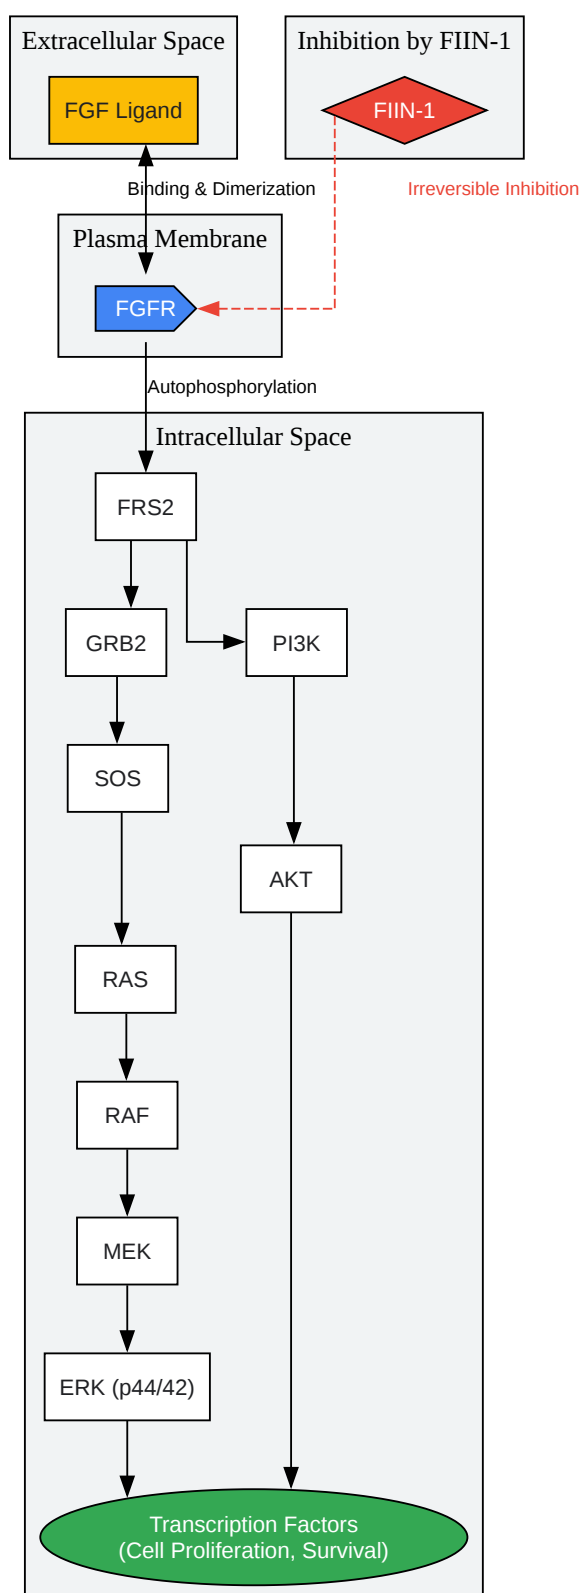 Extracellular Space
Inhibition by FIIN-1
FGF Ligand
FIIN-1
Binding & Dimerization
Irreversible Inhibition
Plasma Membrane
FGFR
Autophosphorylation
Intracellular Space
FRS2
GRB2
PI3K
SOS
AKT
RAS
RAF
MEK
ERK (p44/42)
Transcription Factors
(Cell Proliferation, Survival)